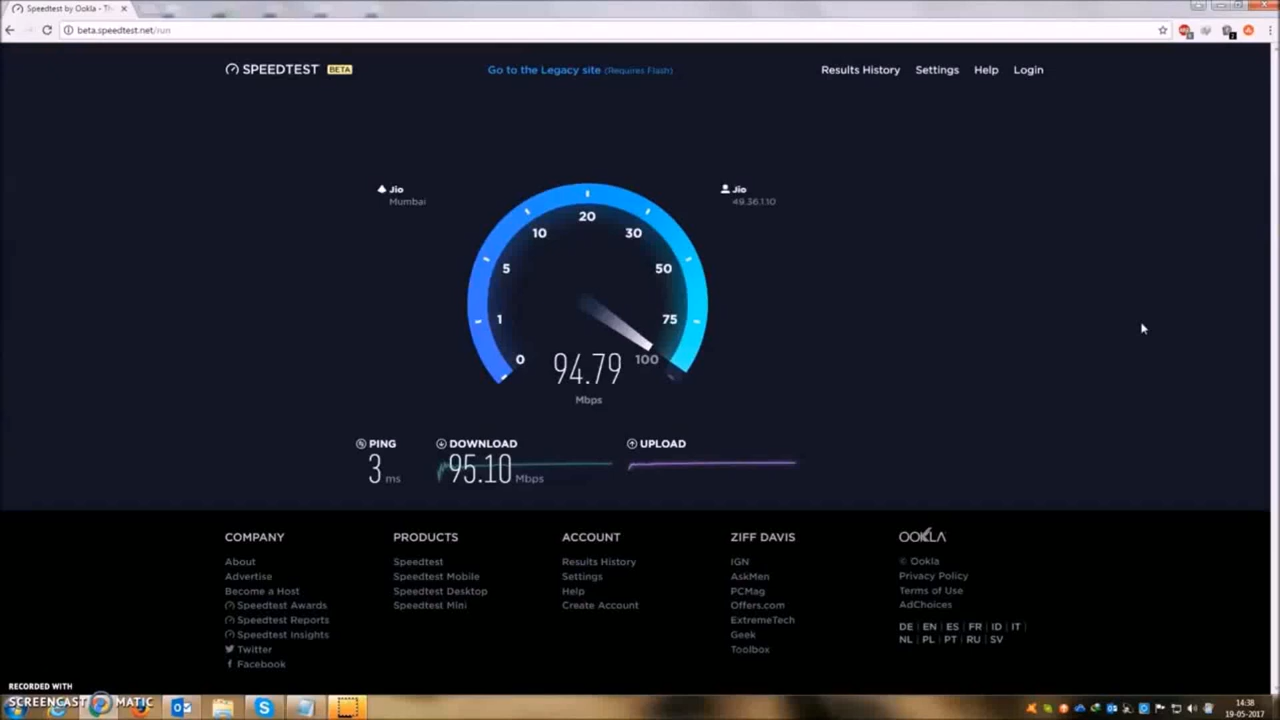 Speedtest by Ookla - Th
beta.speedtest.net/run
SPEEDTEST BETA
Go to the Legacy site (Requires Flash)
Results History Settings Help Login
Jio
Mumbai
Jio
49.36.1.10
0
1
5
10
20
30
50
75
100
94.79
Mbps
PING
3 ms
DOWNLOAD
95.10 Mbps
UPLOAD
COMPANY
About
Advertise
Become a Host
Speedtest Awards
Speedtest Reports
Speedtest Insights
Twitter
Facebook
PRODUCTS
Speedtest
Speedtest Mobile
Speedtest Desktop
Speedtest Mini
ACCOUNT
Results History
Settings
Help
Create Account
ZIFF DAVIS
IGN
AskMen
PCMag
Offers.com
ExtremeTech
Geek
Toolbox
OOKLA
© Ookla
Privacy Policy
Terms of Use
AdChoices
DE | EN | ES | FR | ID | IT |
NL | PL | PT | RU | SV
RECORDED WITH
SCREENCAST MATIC
14:38
19-05-2017